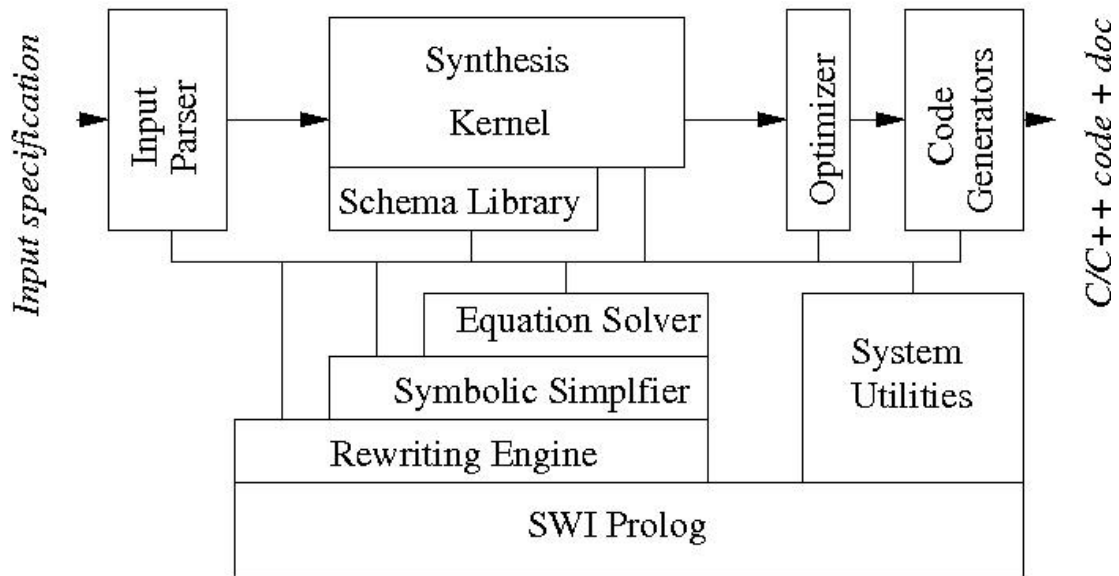 Input specification
Input
Parser
Synthesis
Kernel
Schema Library
Optimizer
Code
Generators
C/C++ code + doc
Equation Solver
Symbolic Simplfier
Rewriting Engine
System
Utilities
SWI Prolog